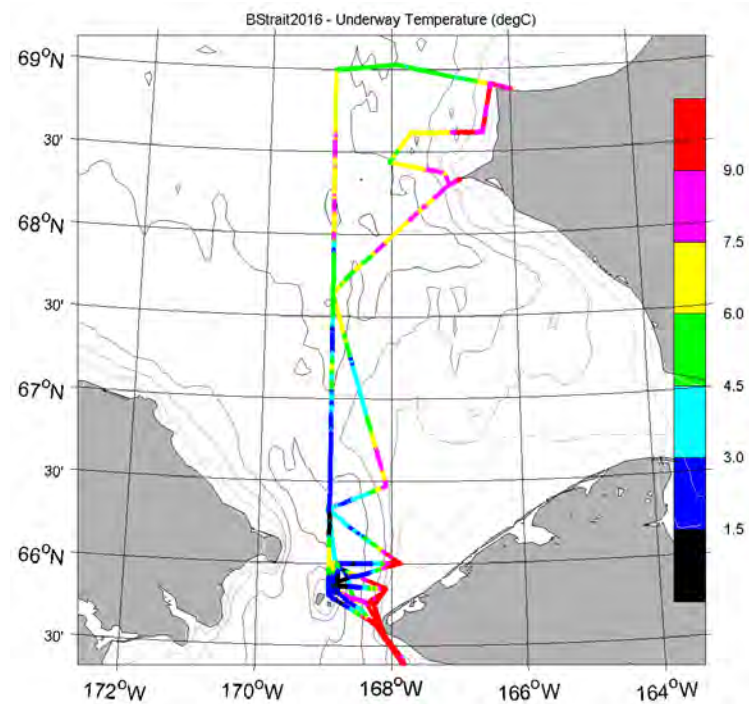 BStrait2016 - Underway Temperature (degC)
69°N
30'
68°N
30'
67°N
30'
66°N
30'
172°W
170°W
168°W
166°W
164°W
9.0
7.5
6.0
4.5
3.0
1.5